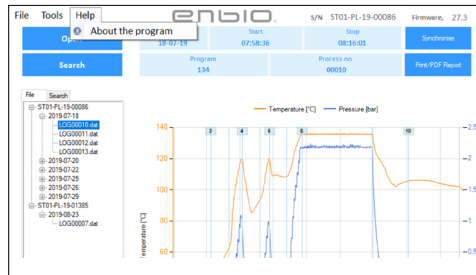 File Tools Help enbio. S/N ST01-PL-19-00086 Firmware, 27.3
About the program
Open Start Stop Synchronise
18-07-19 07:58:36 08:16:01
Search Program Process no. Print/PDF Report
134 00010
File Search
ST01-PL-19-00086
2019-07-18
LOG00010.dat
LOG00011.dat
LOG00012.dat
LOG00013.dat
2019-07-20
2019-07-22
2019-07-25
2019-07-26
2019-07-29
ST01-PL-19-01385
2019-08-23
LOG00007.dat
Temperature [°C] Pressure [bar]
140 2 4 6 8 10 2.5
120 2
100 1.5
80 1
60 0.5
Temperature [°C]